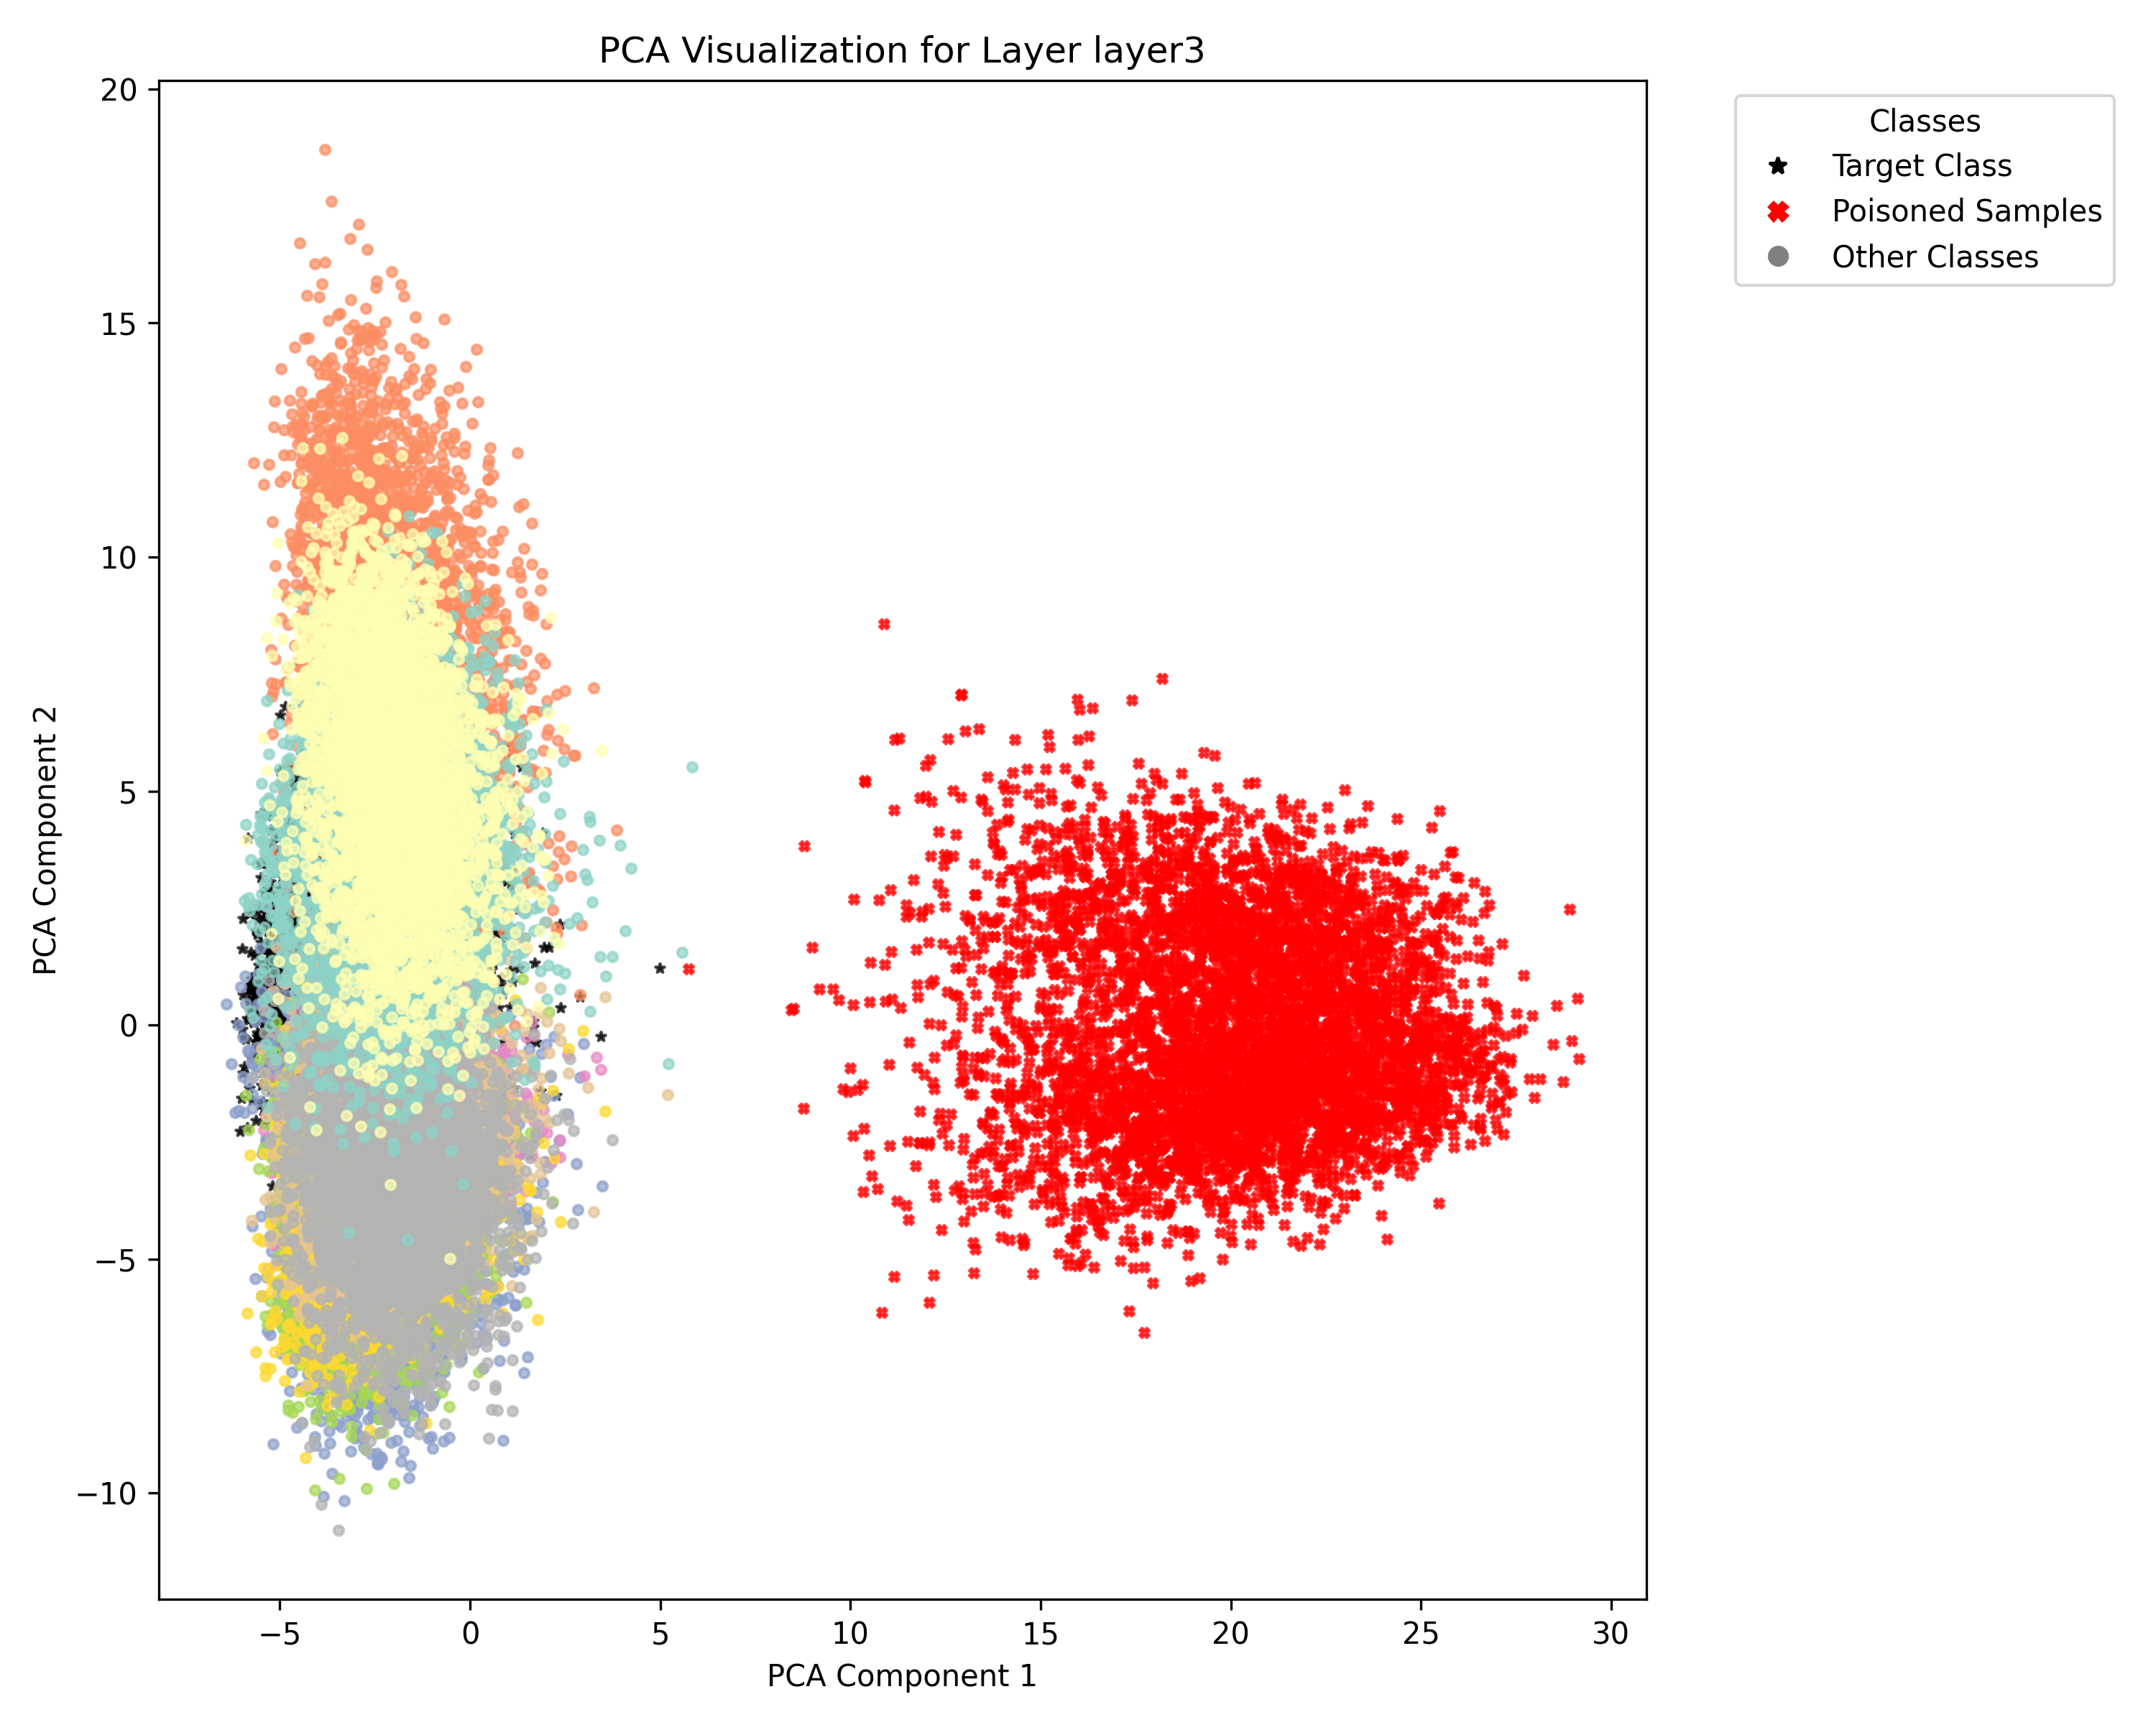 PCA Visualization for Layer layer3
20
15
10
5
0
−5
−10
PCA Component 2
−5 0 5 10 15 20 25 30
PCA Component 1
Classes
Target Class
Poisoned Samples
Other Classes